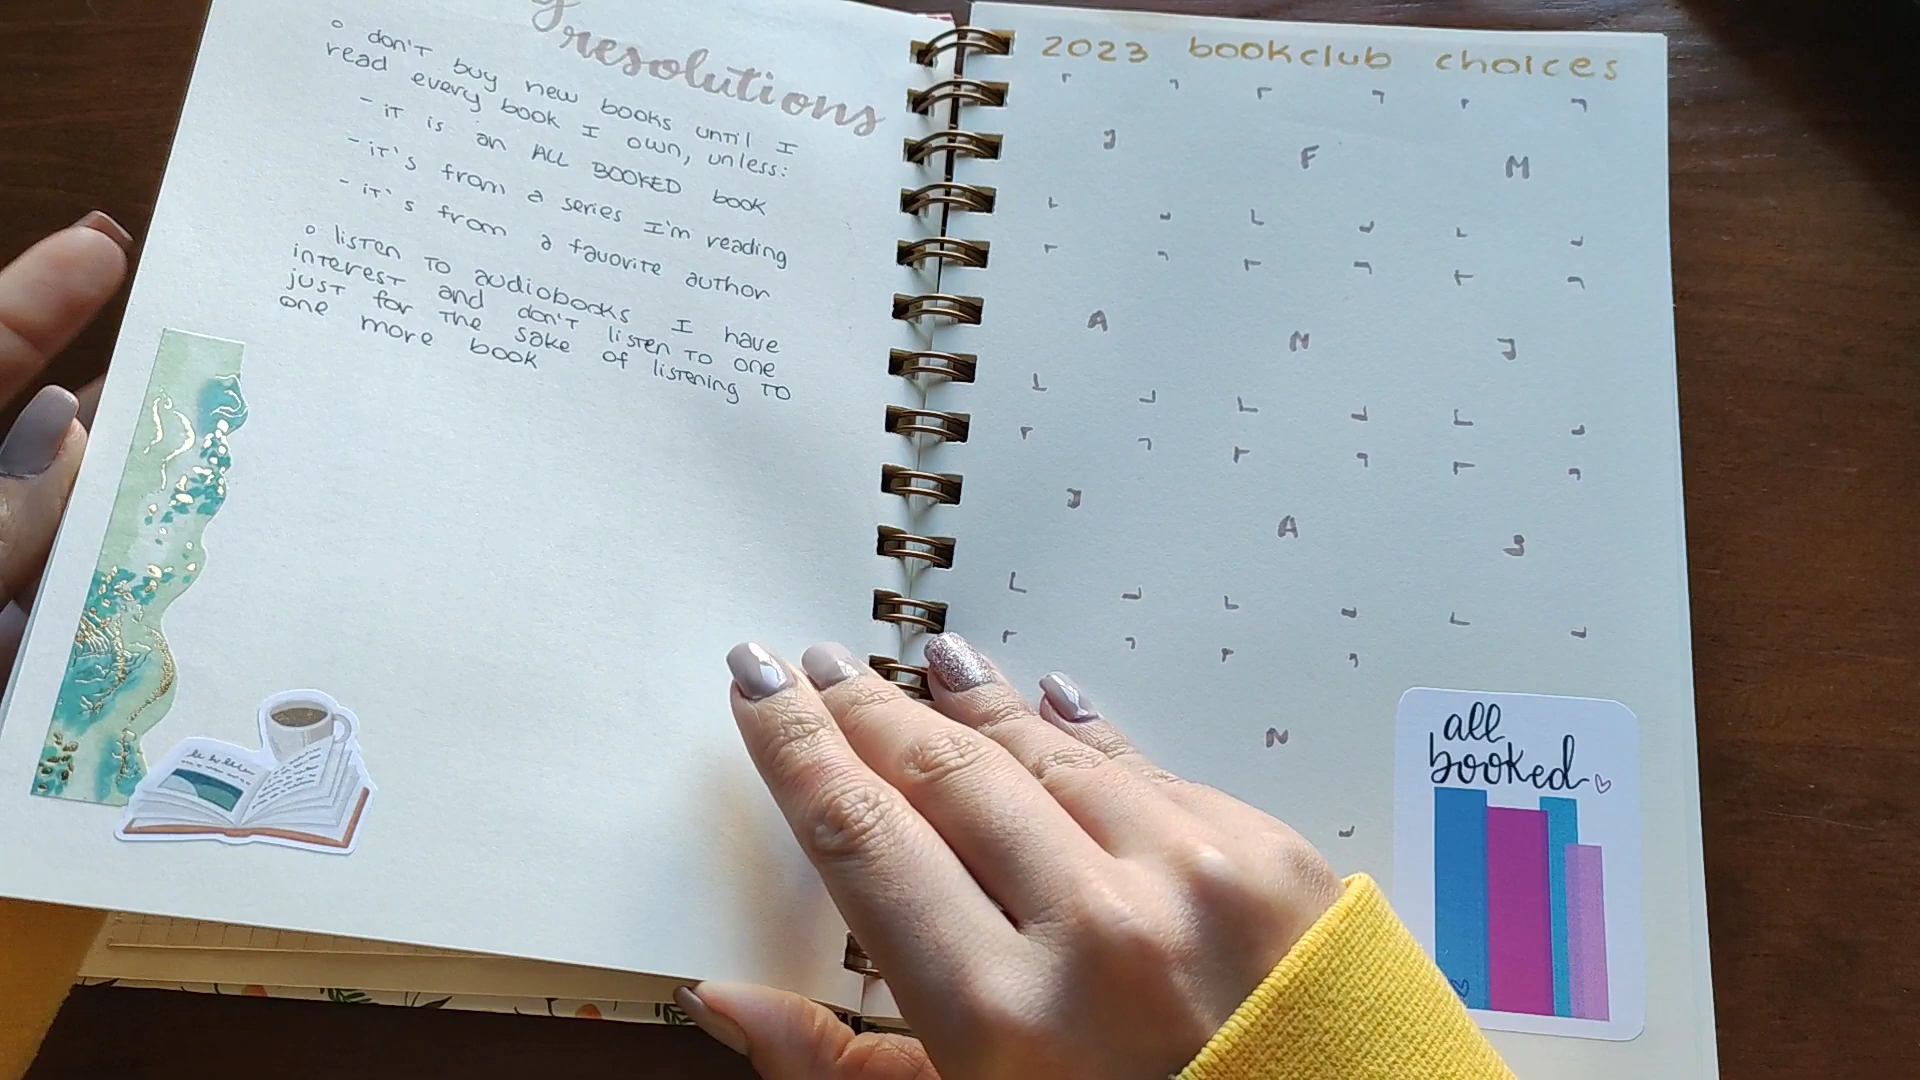 resolutions
° don't buy new books until I
read every book I own, unless:
- it is an ALL BOOKED book
- it's from a series I'm reading
- it's from a favorite author
° listen to audiobooks I have
interest and don't listen to one
just for the sake of listening to
one more book
2023 bookclub choices
J F M
A M J
J A S
N
all
booked